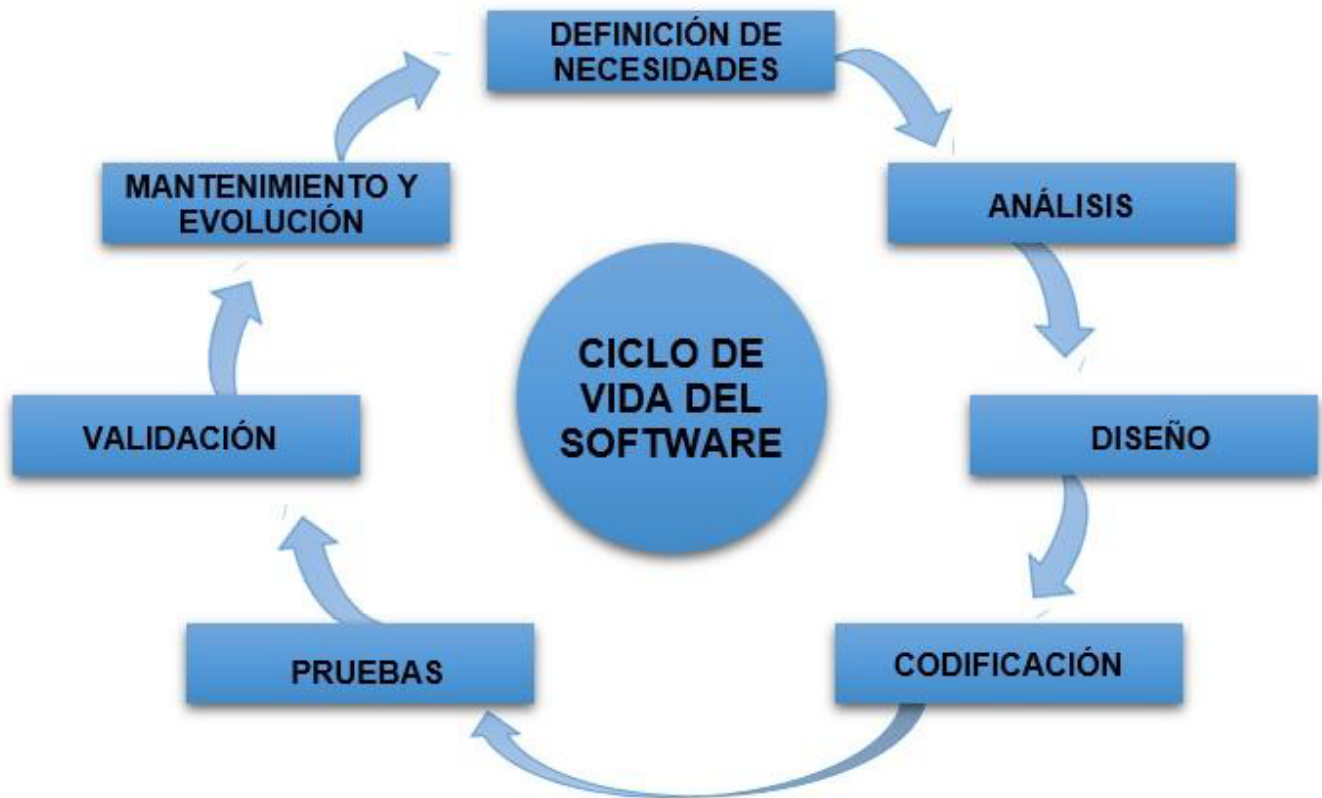 DEFINICIÓN DE
NECESIDADES
ANÁLISIS
DISEÑO
CODIFICACIÓN
PRUEBAS
VALIDACIÓN
MANTENIMIENTO Y
EVOLUCIÓN
CICLO DE
VIDA DEL
SOFTWARE